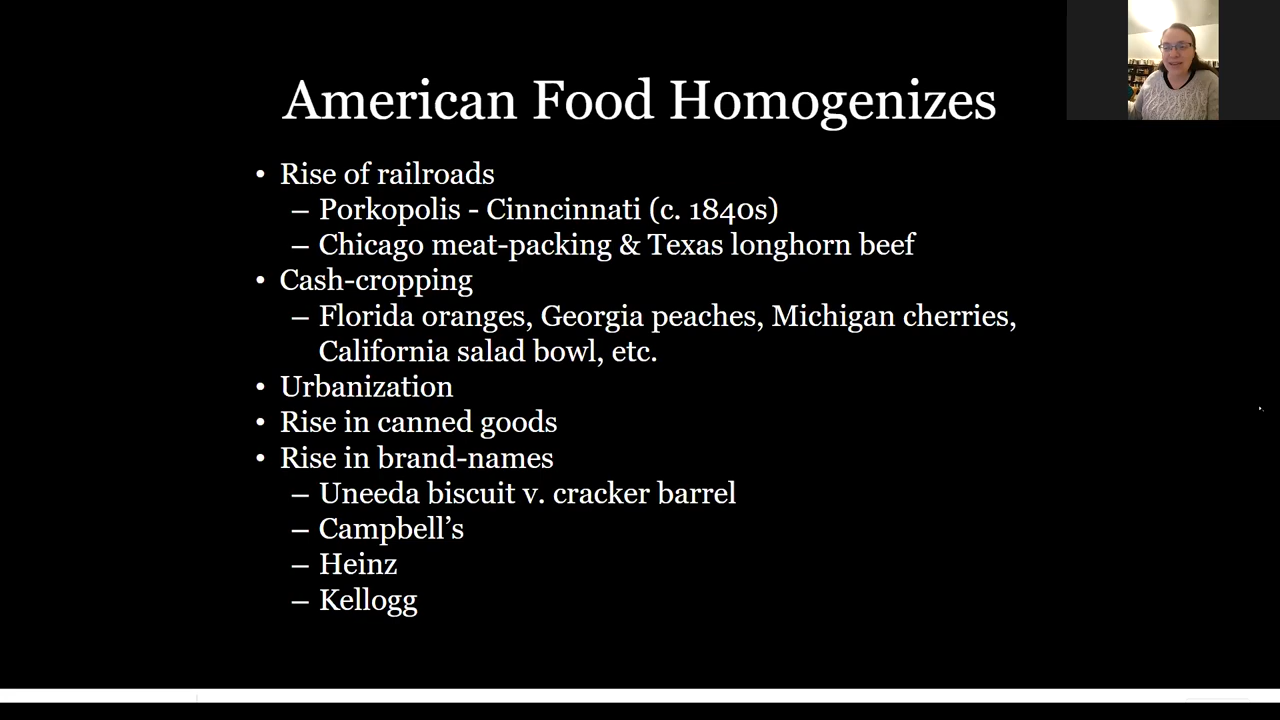 American Food Homogenizes
• Rise of railroads
– Porkopolis - Cinncinnati (c. 1840s)
– Chicago meat-packing & Texas longhorn beef
• Cash-cropping
– Florida oranges, Georgia peaches, Michigan cherries,
California salad bowl, etc.
• Urbanization
• Rise in canned goods
• Rise in brand-names
– Uneeda biscuit v. cracker barrel
– Campbell’s
– Heinz
– Kellogg